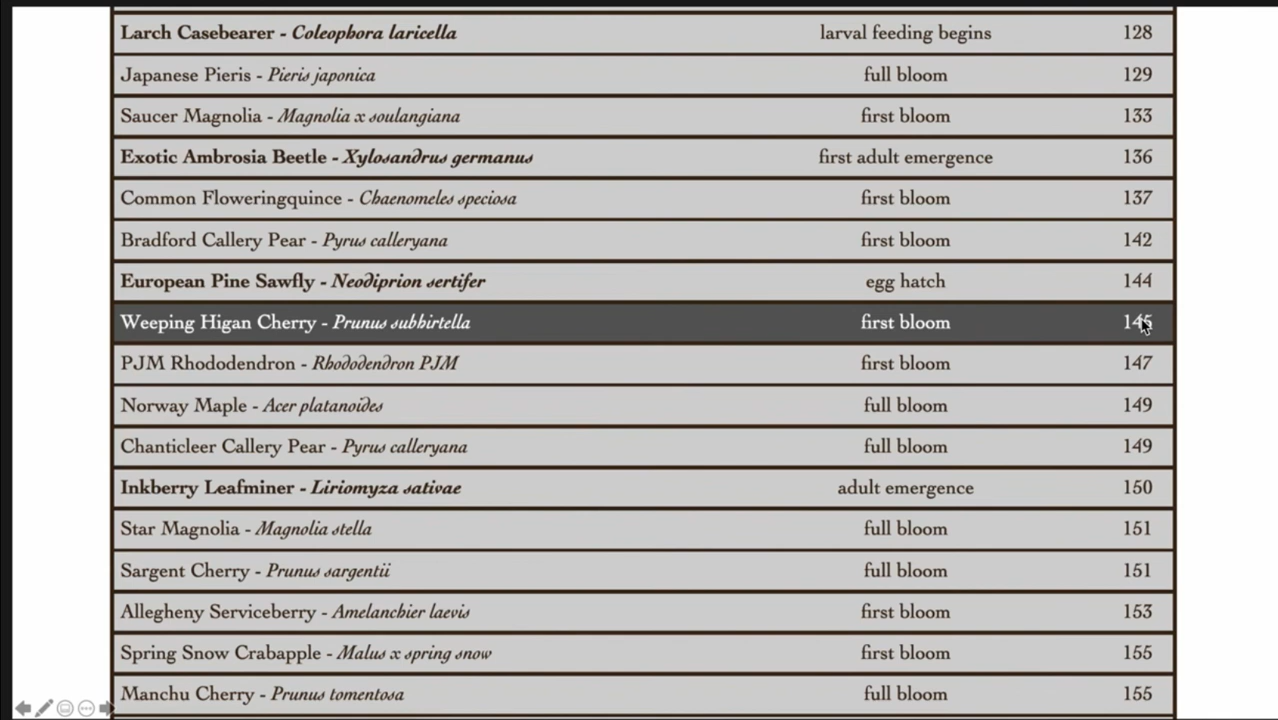 Larch Casebearer - Coleophora laricella larval feeding begins 128
Japanese Pieris - Pieris japonica full bloom 129
Saucer Magnolia - Magnolia x soulangiana first bloom 133
Exotic Ambrosia Beetle - Xylosandrus germanus first adult emergence 136
Common Floweringquince - Chaenomeles speciosa first bloom 137
Bradford Callery Pear - Pyrus calleryana first bloom 142
European Pine Sawfly - Neodiprion sertifer egg hatch 144
Weeping Higan Cherry - Prunus subhirtella first bloom 145
PJM Rhododendron - Rhododendron PJM first bloom 147
Norway Maple - Acer platanoides full bloom 149
Chanticleer Callery Pear - Pyrus calleryana full bloom 149
Inkberry Leafminer - Liriomyza sativae adult emergence 150
Star Magnolia - Magnolia stella full bloom 151
Sargent Cherry - Prunus sargentii full bloom 151
Allegheny Serviceberry - Amelanchier laevis first bloom 153
Spring Snow Crabapple - Malus x spring snow first bloom 155
Manchu Cherry - Prunus tomentosa full bloom 155